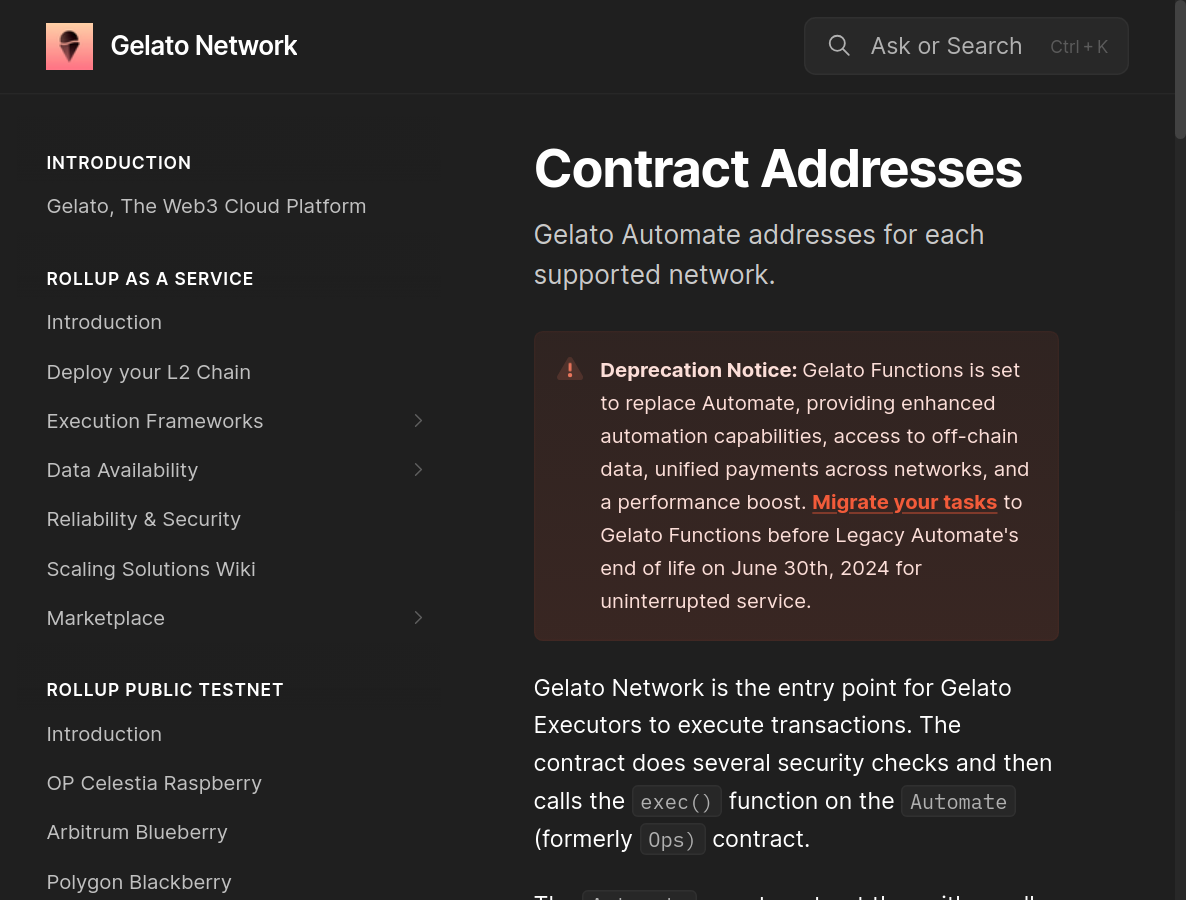 Gelato Network
Ask or Search Ctrl + K
INTRODUCTION
Gelato, The Web3 Cloud Platform
ROLLUP AS A SERVICE
Introduction
Deploy your L2 Chain
Execution Frameworks
Data Availability
Reliability & Security
Scaling Solutions Wiki
Marketplace
ROLLUP PUBLIC TESTNET
Introduction
OP Celestia Raspberry
Arbitrum Blueberry
Polygon Blackberry
Contract Addresses
Gelato Automate addresses for each
supported network.
Deprecation Notice: Gelato Functions is set
to replace Automate, providing enhanced
automation capabilities, access to off-chain
data, unified payments across networks, and
a performance boost. Migrate your tasks to
Gelato Functions before Legacy Automate's
end of life on June 30th, 2024 for
uninterrupted service.
Gelato Network is the entry point for Gelato
Executors to execute transactions. The
contract does several security checks and then
calls the exec() function on the Automate
(formerly Ops) contract.